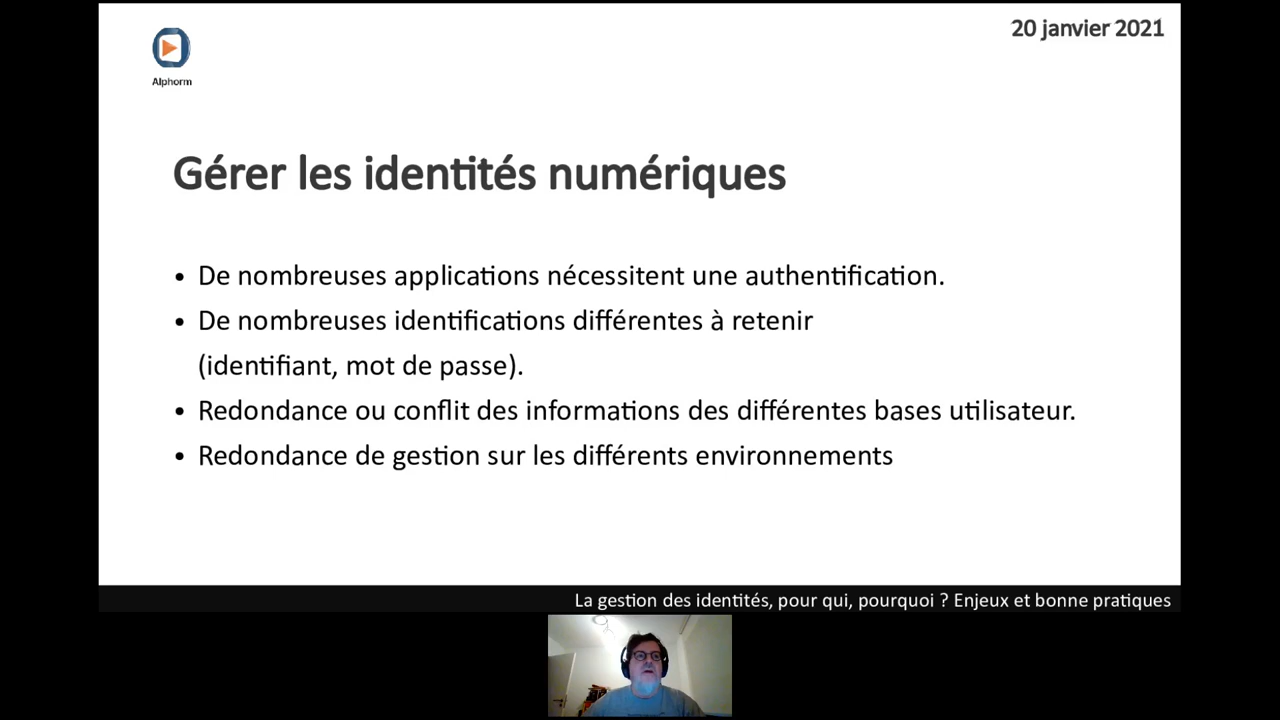 20 janvier 2021
Alphorm
Gérer les identités numériques
• De nombreuses applications nécessitent une authentification.
• De nombreuses identifications différentes à retenir
(identifiant, mot de passe).
• Redondance ou conflit des informations des différentes bases utilisateur.
• Redondance de gestion sur les différents environnements
La gestion des identités, pour qui, pourquoi ? Enjeux et bonne pratiques